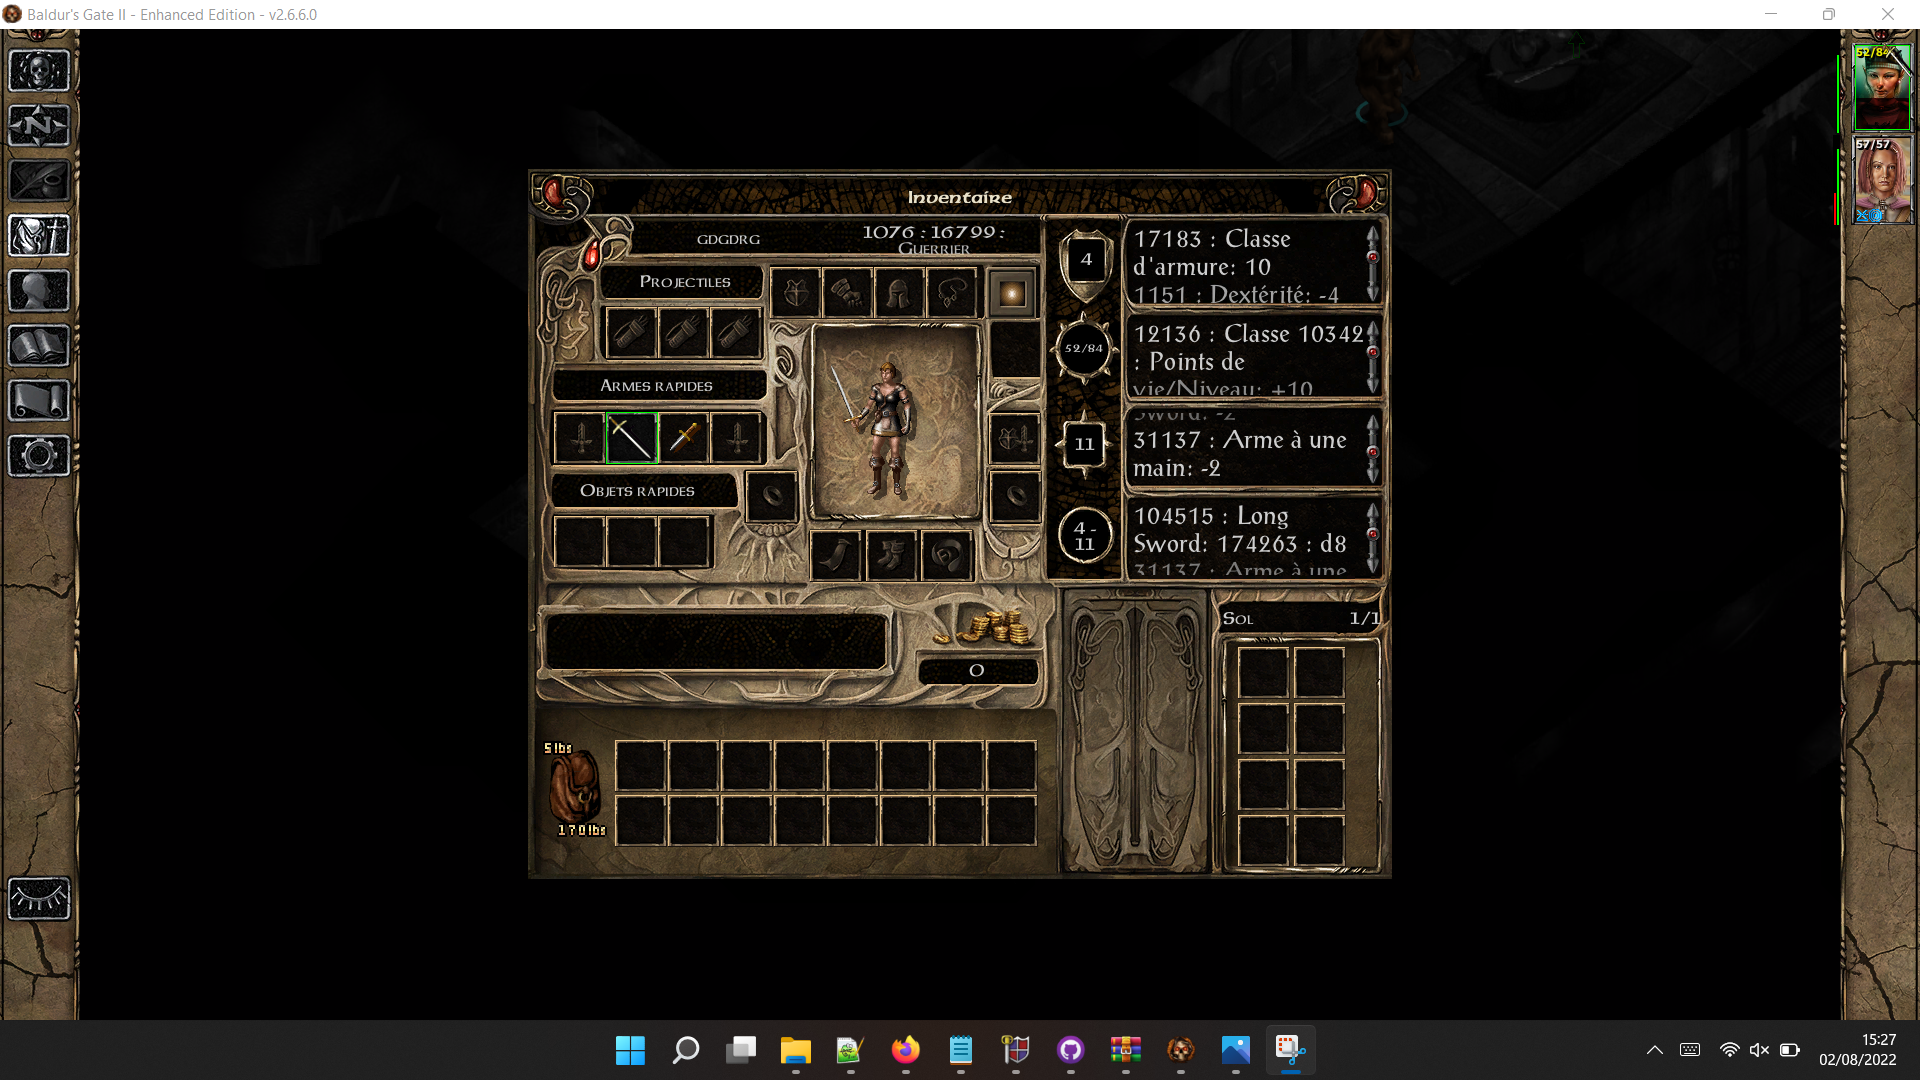 Baldur's Gate II - Enhanced Edition - v2.6.6.0
52/84
57/57
Inventaire
GDGDRG
1076 : 16799 :
Guerrier
Projectiles
Armes rapides
Objets rapides
4
17183 : Classe
d'armure: 10
1151 : Dextérité: -4
52/84
12136 : Classe 10342
: Points de
vie/Niveau: +10
11
Sword: -2
31137 : Arme à une
main: -2
4 -
11
104515 : Long
Sword: 174263 : d8
31137 : Arme à une
0
Sol 1/1
5 lbs
170 lbs
N
15:27
02/08/2022